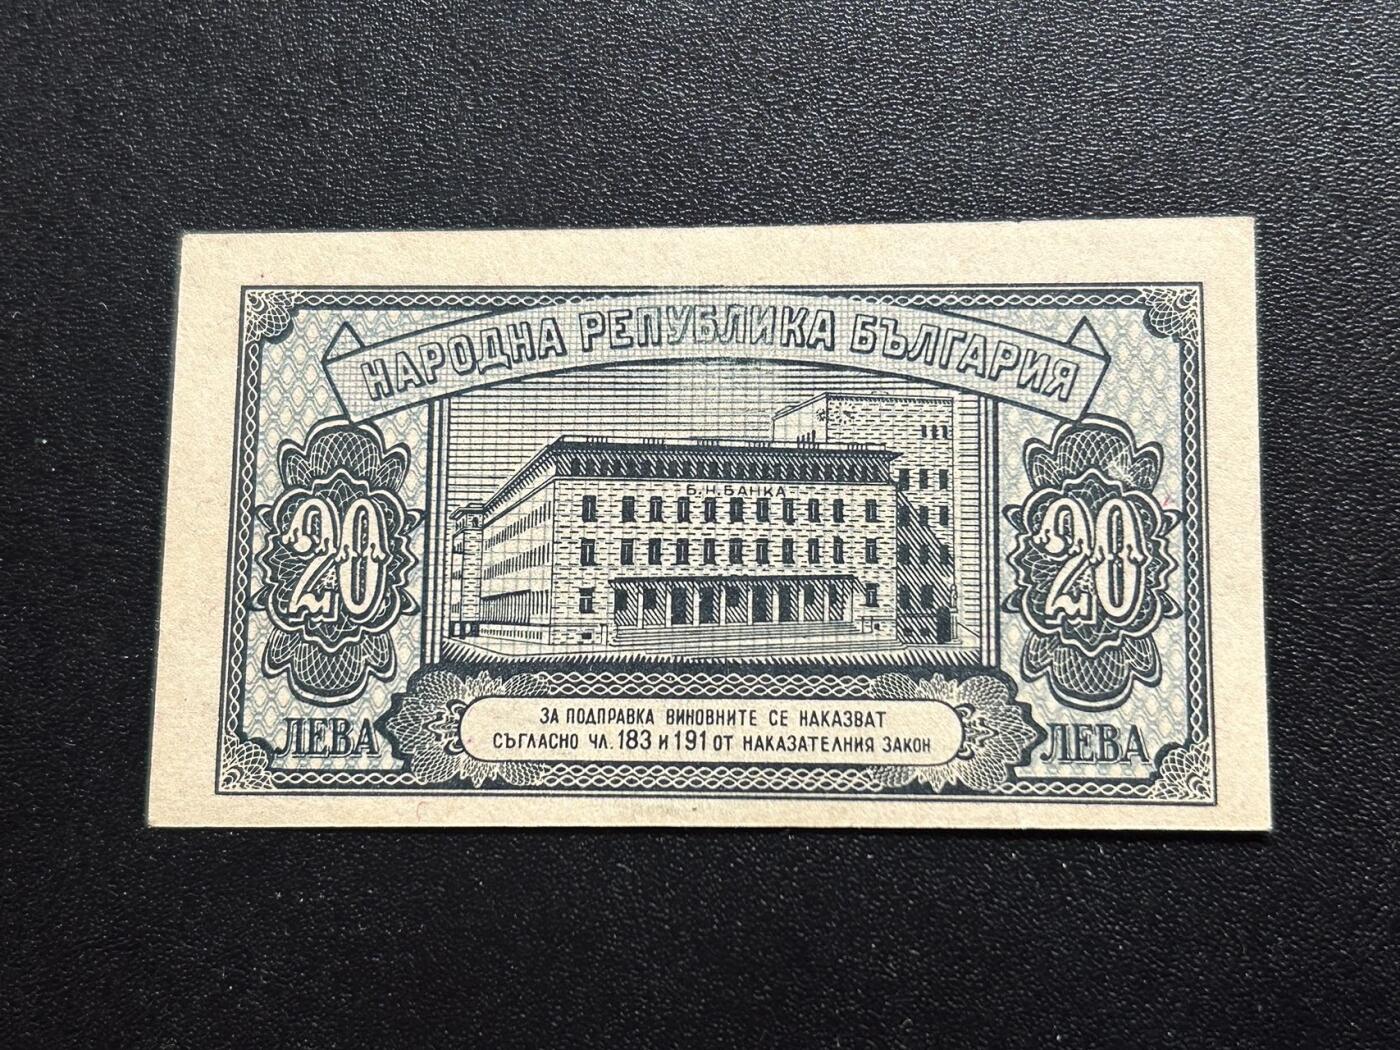 НАРОДНА РЕПУБЛИКА БЪЛГАРИЯ
Б.Н.БАНКА
20
20
ЛЕВА
ЛЕВА
ЗА ПОДПРАВКА ВИНОВНИТЕ СЕ НАКАЗВАТ
СЪГЛАСНО ЧЛ. 183 И 191 ОТ НАКАЗАТЕЛНИЯ ЗАКОН